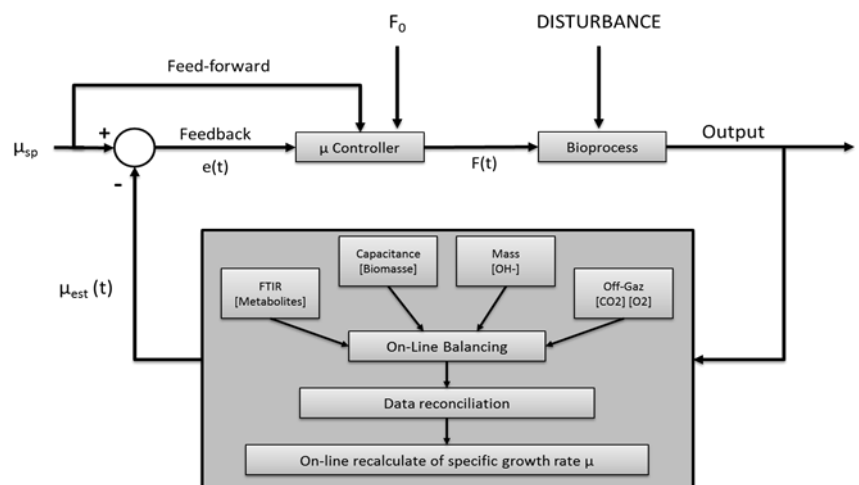 F₀
DISTURBANCE
Feed-forward
μsp
+
-
Feedback
e(t)
μ Controller
F(t)
Bioprocess
Output
μest (t)
FTIR
[Metabolites]
Capacitance
[Biomasse]
Mass
[OH-]
Off-Gaz
[CO2] [O2]
On-Line Balancing
Data reconciliation
On-line recalculate of specific growth rate μ